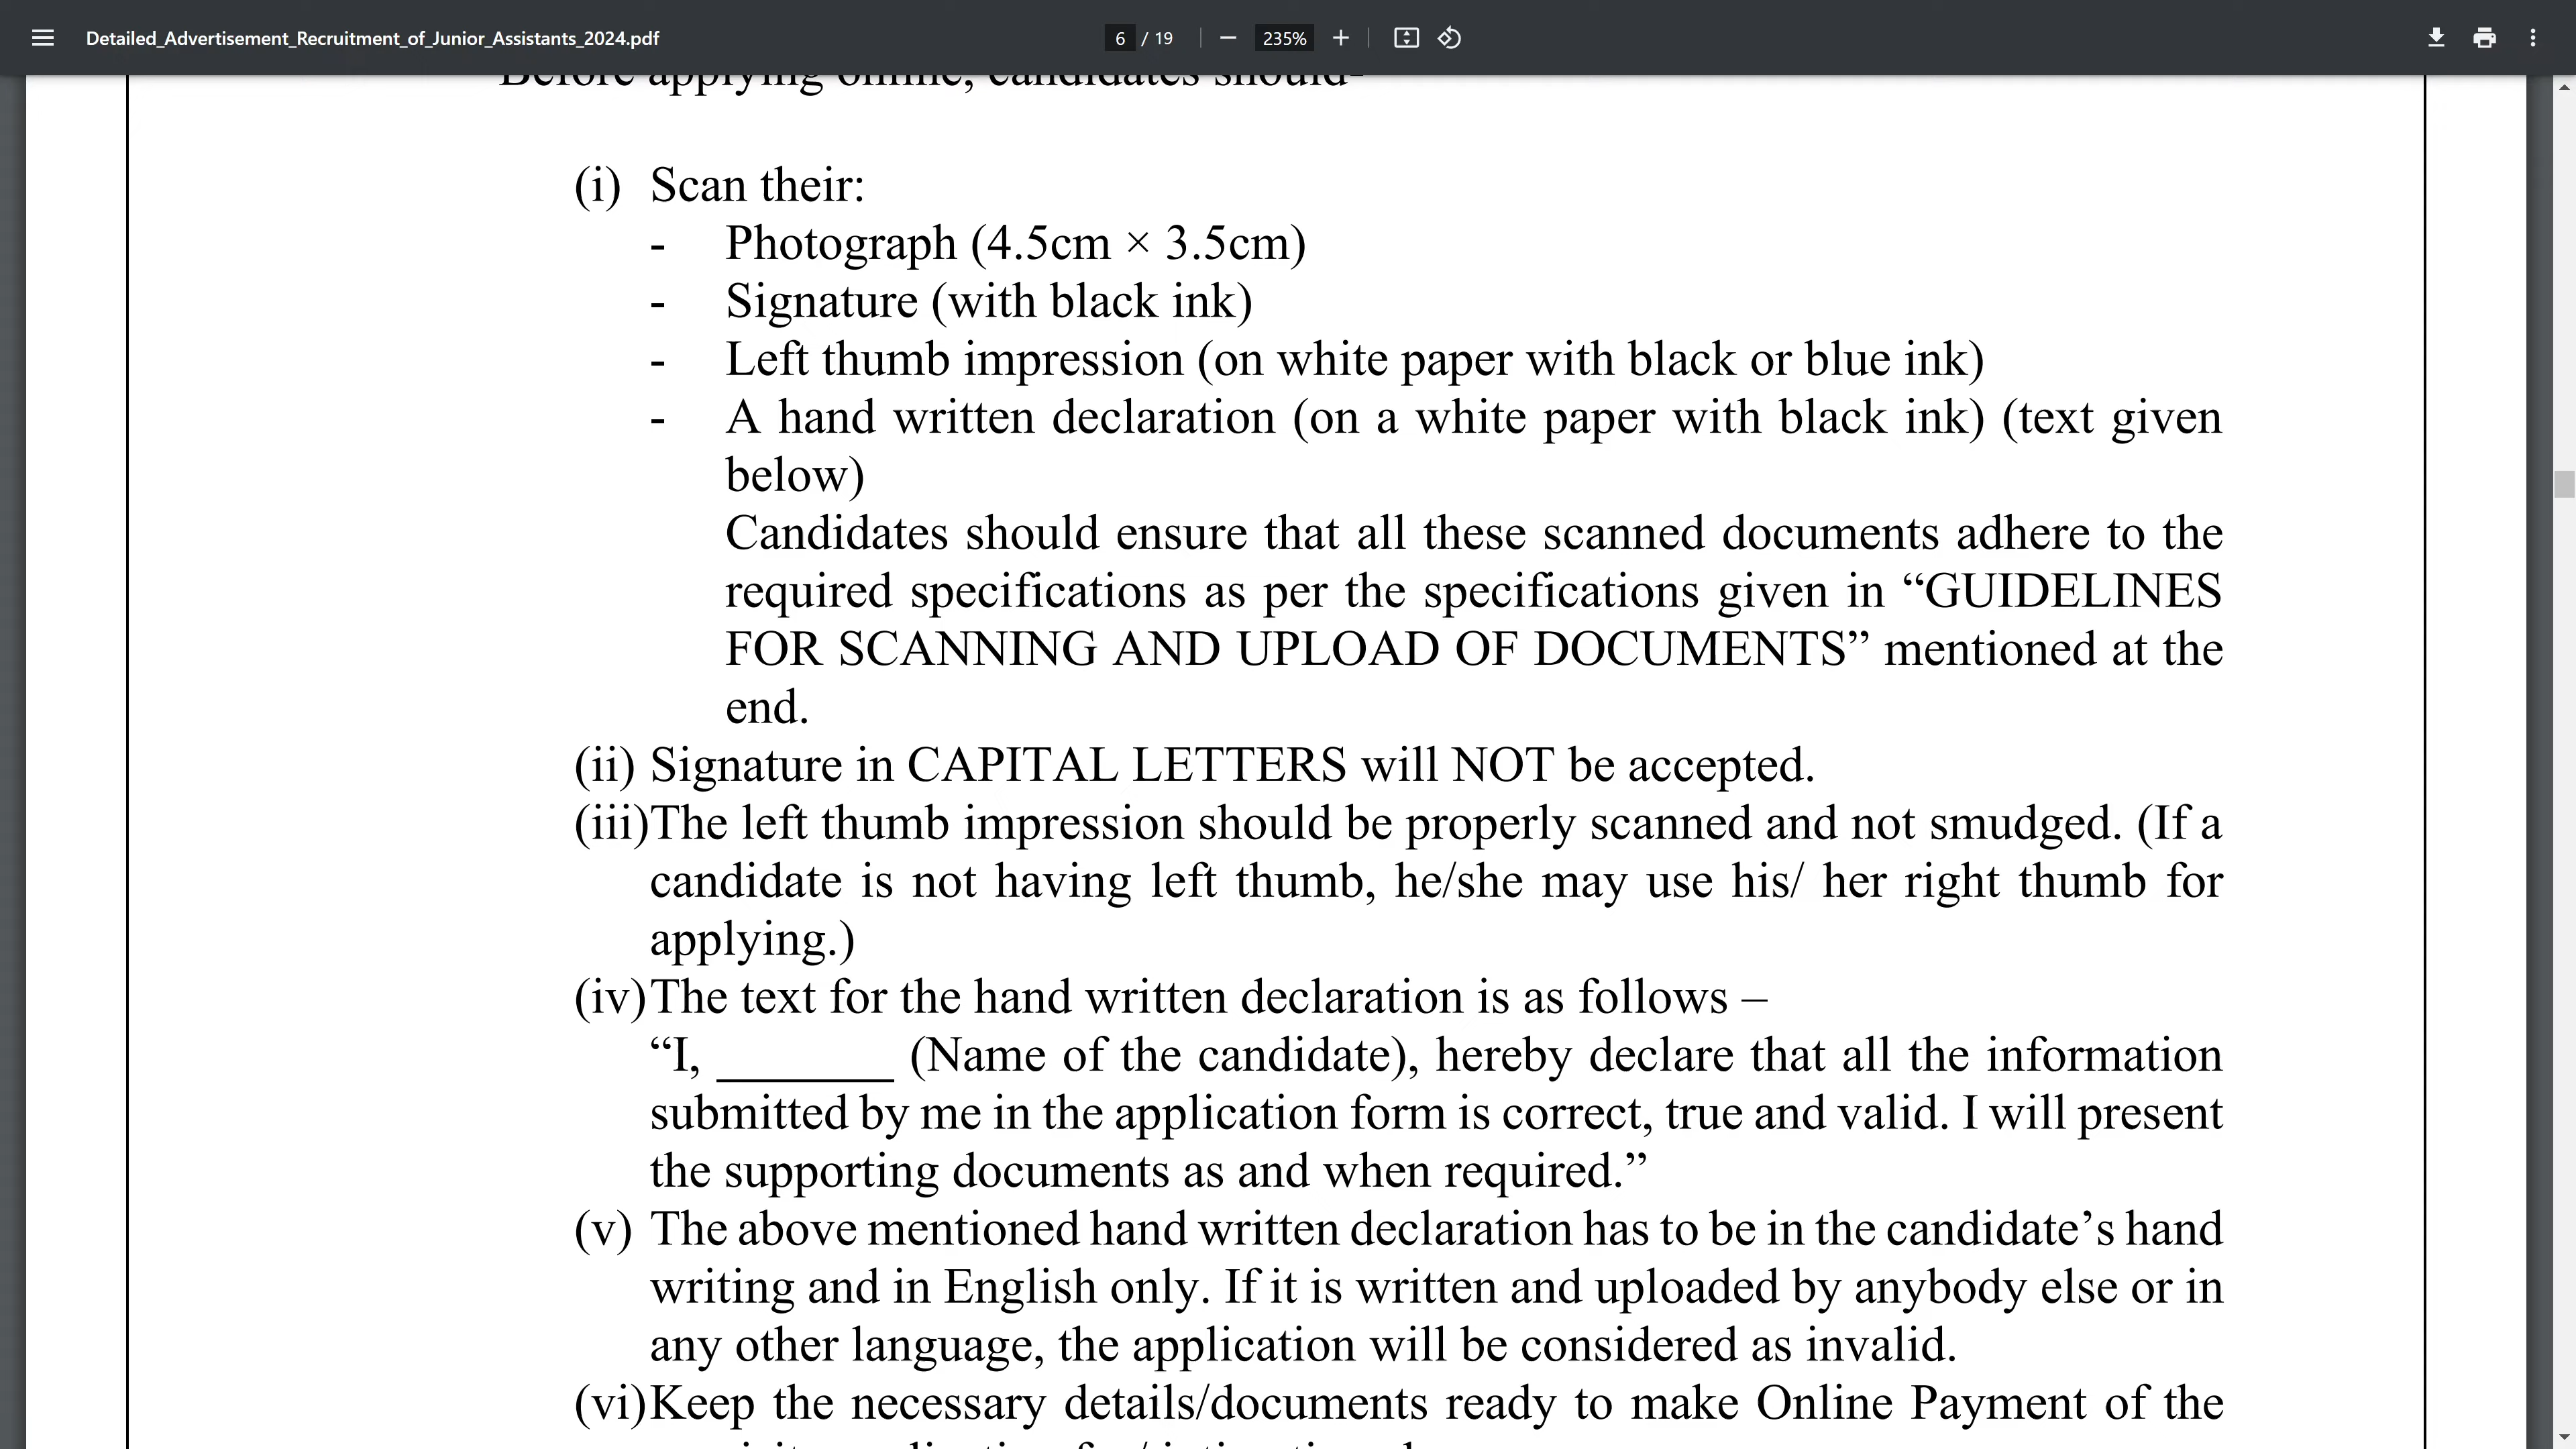 Detailed_Advertisement_Recruitment_of_Junior_Assistants_2024.pdf
6 / 19
235%
Before applying online, candidates should-
(i) Scan their:
- Photograph (4.5cm × 3.5cm)
- Signature (with black ink)
- Left thumb impression (on white paper with black or blue ink)
- A hand written declaration (on a white paper with black ink) (text given
below)
Candidates should ensure that all these scanned documents adhere to the
required specifications as per the specifications given in “GUIDELINES
FOR SCANNING AND UPLOAD OF DOCUMENTS” mentioned at the
end.
(ii) Signature in CAPITAL LETTERS will NOT be accepted.
(iii)The left thumb impression should be properly scanned and not smudged. (If a
candidate is not having left thumb, he/she may use his/ her right thumb for
applying.)
(iv)The text for the hand written declaration is as follows –
“I, _______ (Name of the candidate), hereby declare that all the information
submitted by me in the application form is correct, true and valid. I will present
the supporting documents as and when required.”
(v) The above mentioned hand written declaration has to be in the candidate’s hand
writing and in English only. If it is written and uploaded by anybody else or in
any other language, the application will be considered as invalid.
(vi)Keep the necessary details/documents ready to make Online Payment of the